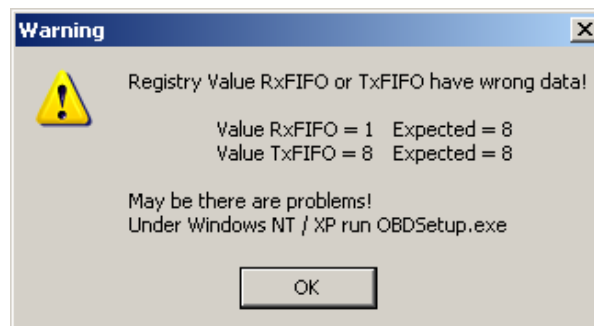 Warning
Registry Value RxFIFO or TxFIFO have wrong data!
Value RxFIFO = 1 Expected = 8
Value TxFIFO = 8 Expected = 8
May be there are problems!
Under Windows NT / XP run OBDSetup.exe
OK